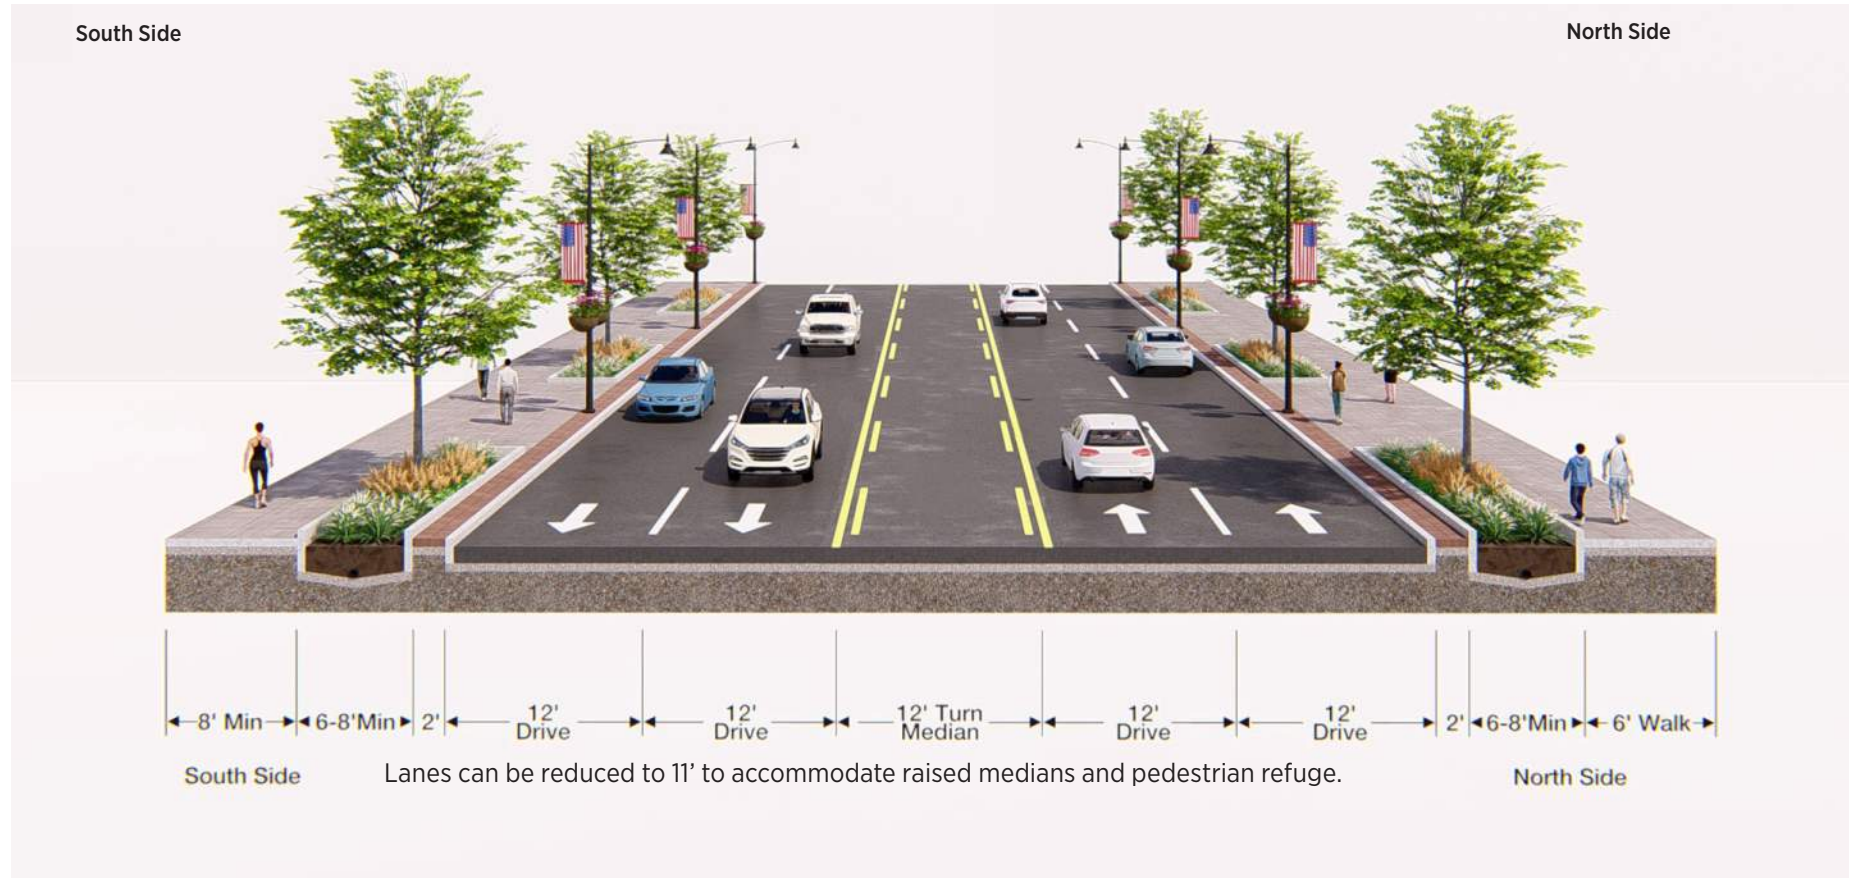 South Side
North Side
8' Min
6-8'Min
2'
12'
Drive
12'
Drive
12' Turn
Median
12'
Drive
12'
Drive
2'
6-8'Min
6' Walk
South Side
Lanes can be reduced to 11’ to accommodate raised medians and pedestrian refuge.
North Side